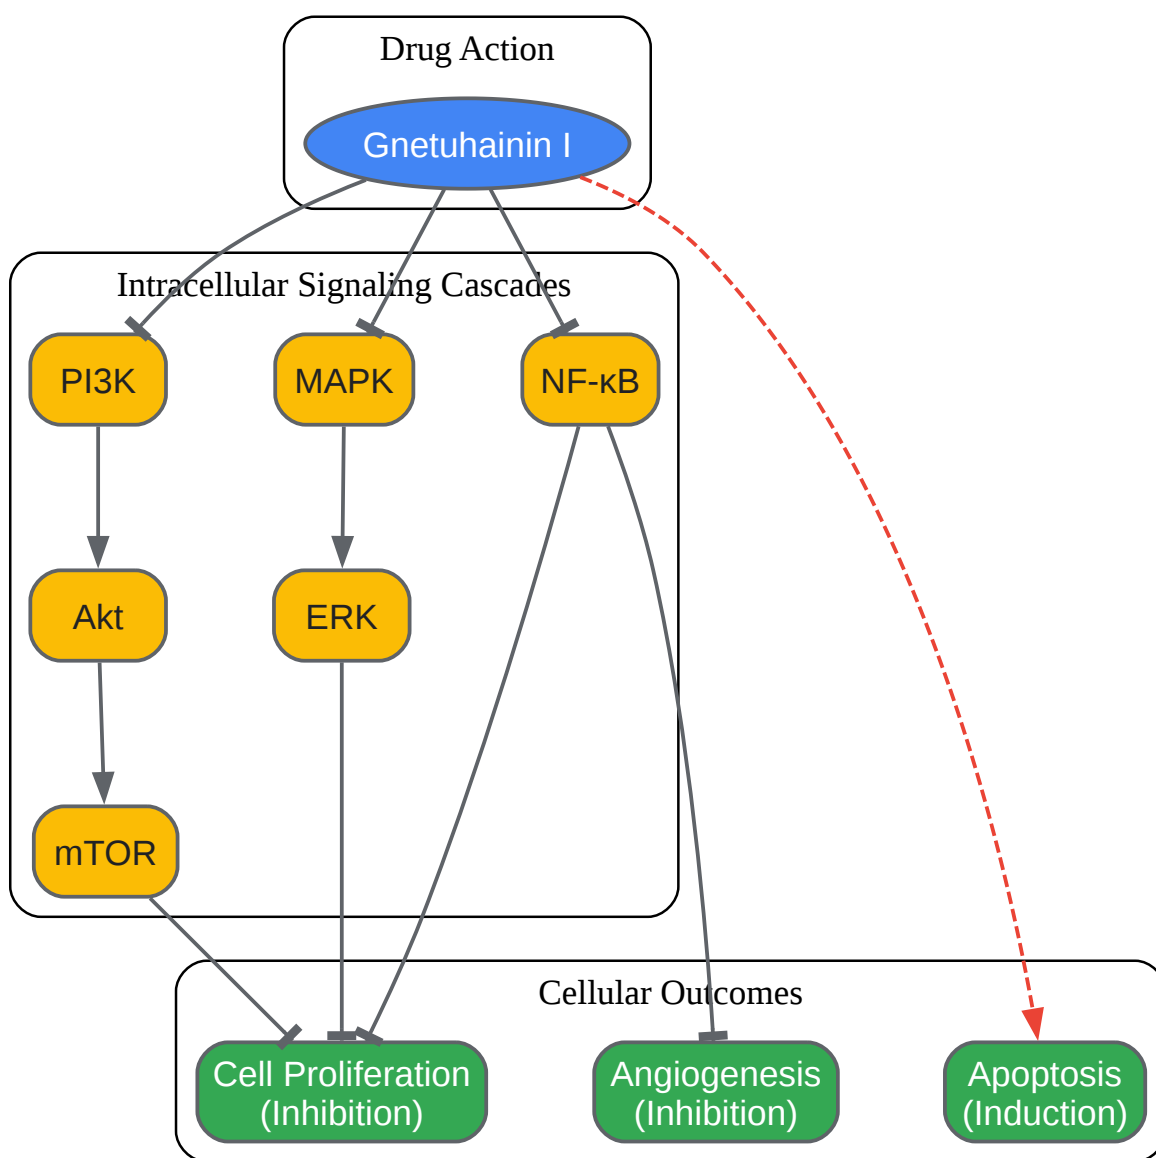 Drug Action
Gnetuhainin I
Intracellular Signaling Cascades
PI3K
MAPK
NF-κB
Akt
ERK
mTOR
Cellular Outcomes
Cell Proliferation
(Inhibition)
Angiogenesis
(Inhibition)
Apoptosis
(Induction)